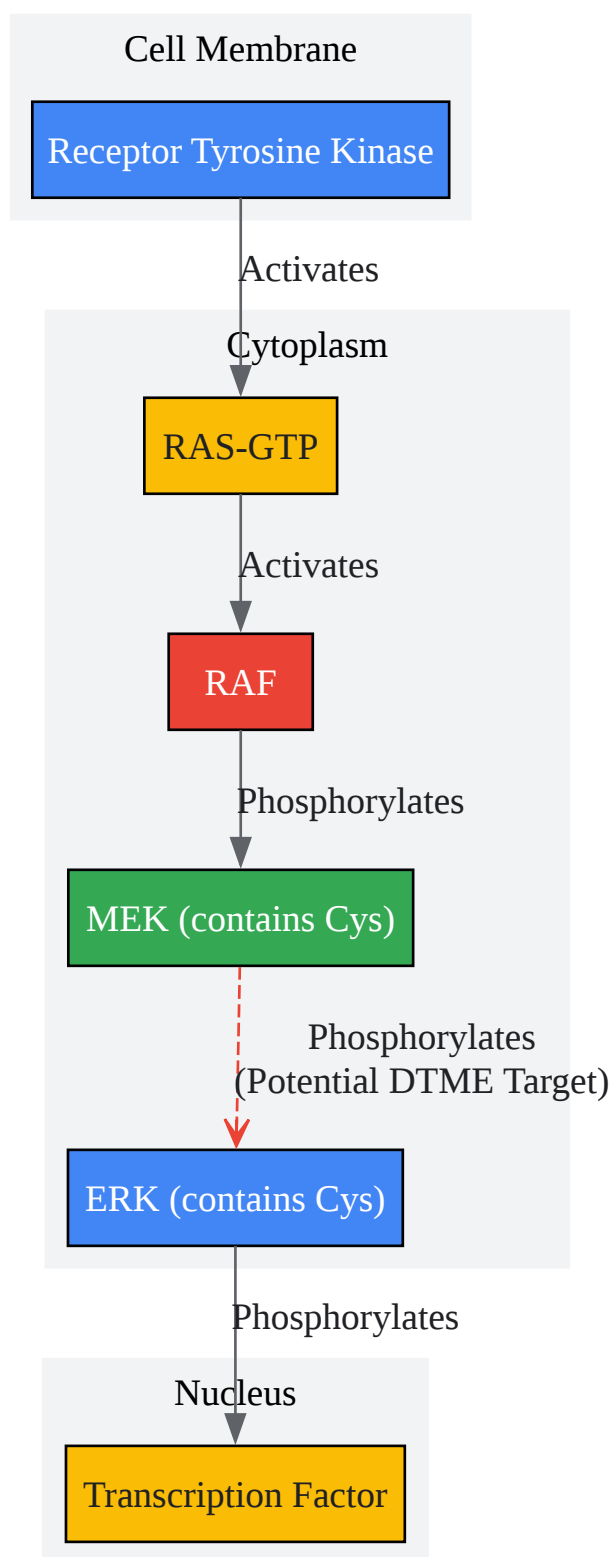 Cell Membrane
Receptor Tyrosine Kinase
Activates
Cytoplasm
RAS-GTP
Activates
RAF
Phosphorylates
MEK (contains Cys)
Phosphorylates
(Potential DTME Target)
ERK (contains Cys)
Phosphorylates
Nucleus
Transcription Factor